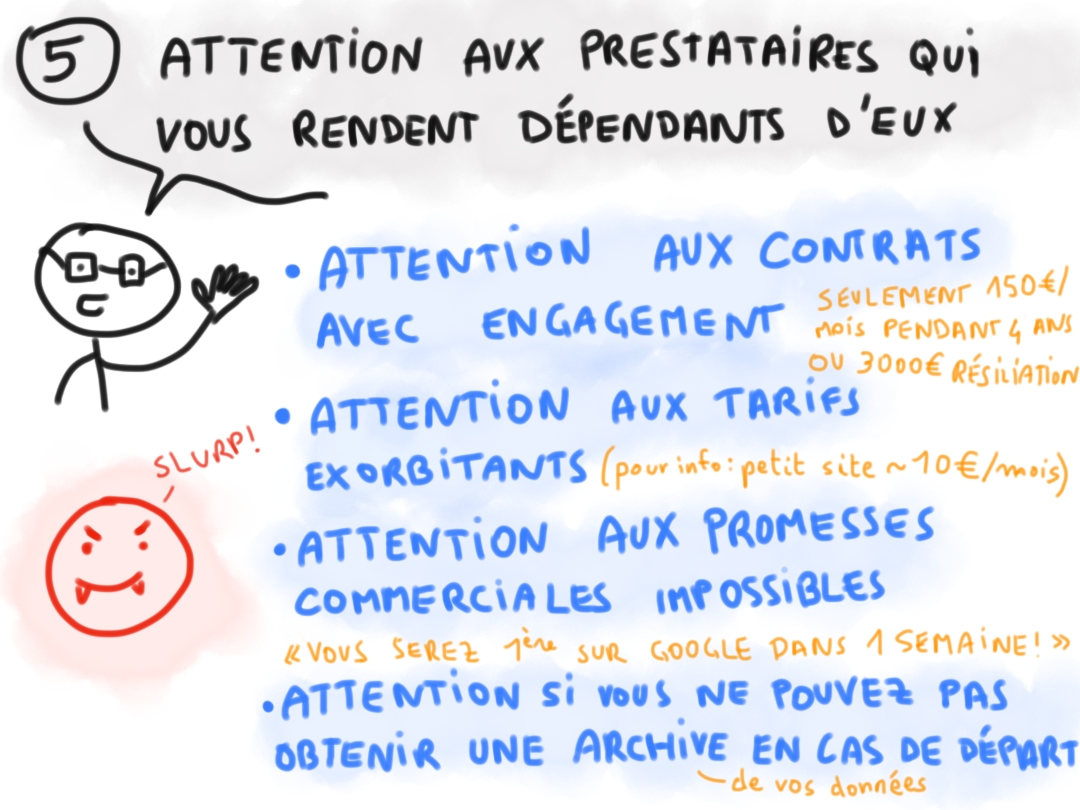 5 ATTENTION AUX PRESTATAIRES QUI
VOUS RENDENT DÉPENDANTS D'EUX
• ATTENTION AUX CONTRATS
AVEC ENGAGEMENT
SEULEMENT 150€/
MOIS PENDANT 4 ANS
OU 3000€ RÉSILIATION
• ATTENTION AUX TARIFS
EXORBITANTS (pour info: petit site ~10€/mois)
SLURP!
• ATTENTION AUX PROMESSES
COMMERCIALES IMPOSSIBLES
« VOUS SEREZ 1ère SUR GOOGLE DANS 1 SEMAINE! »
• ATTENTION SI VOUS NE POUVEZ PAS
OBTENIR UNE ARCHIVE EN CAS DE DÉPART
de vos données